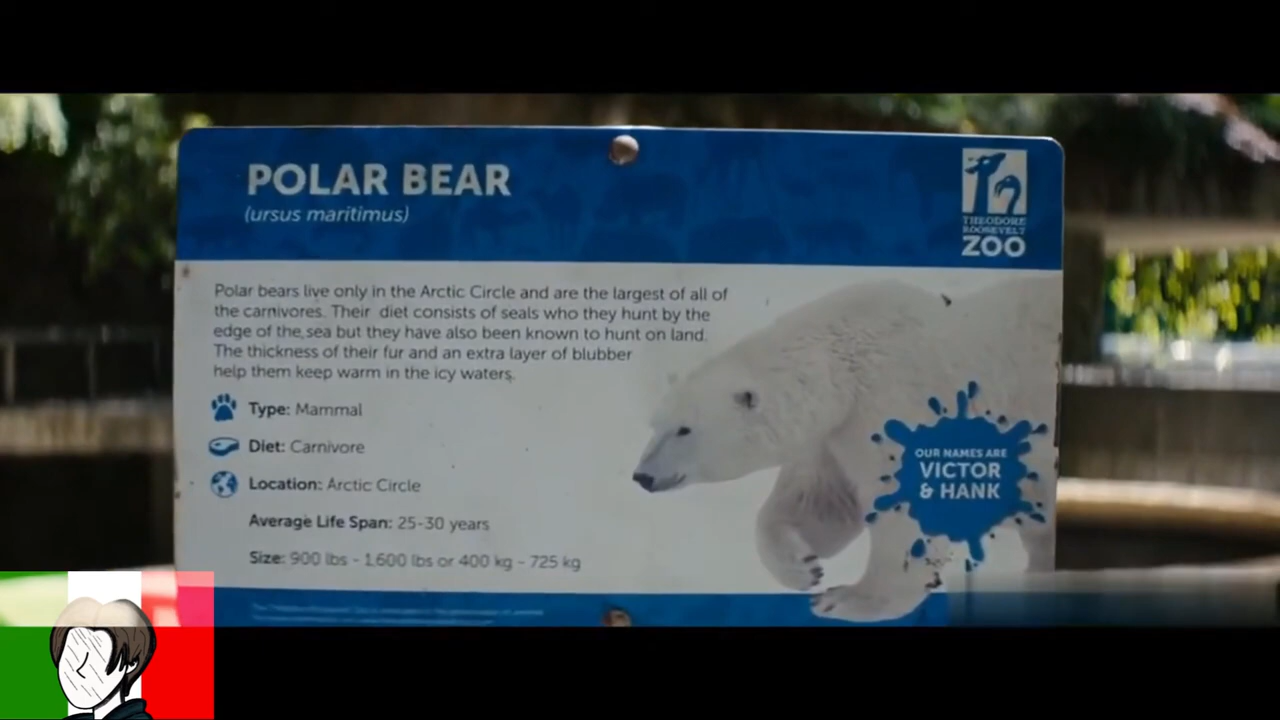 POLAR BEAR
(ursus maritimus)
THEODORE
ROOSEVELT
ZOO
Polar bears live only in the Arctic Circle and are the largest of all of
the carnivores. Their diet consists of seals who they hunt by the
edge of the sea but they have also been known to hunt on land.
The thickness of their fur and an extra layer of blubber
help them keep warm in the icy waters.
Type: Mammal
Diet: Carnivore
Location: Arctic Circle
Average Life Span: 25-30 years
Size: 900 lbs - 1.600 lbs or 400 kg - 725 kg
OUR NAMES ARE
VICTOR
& HANK